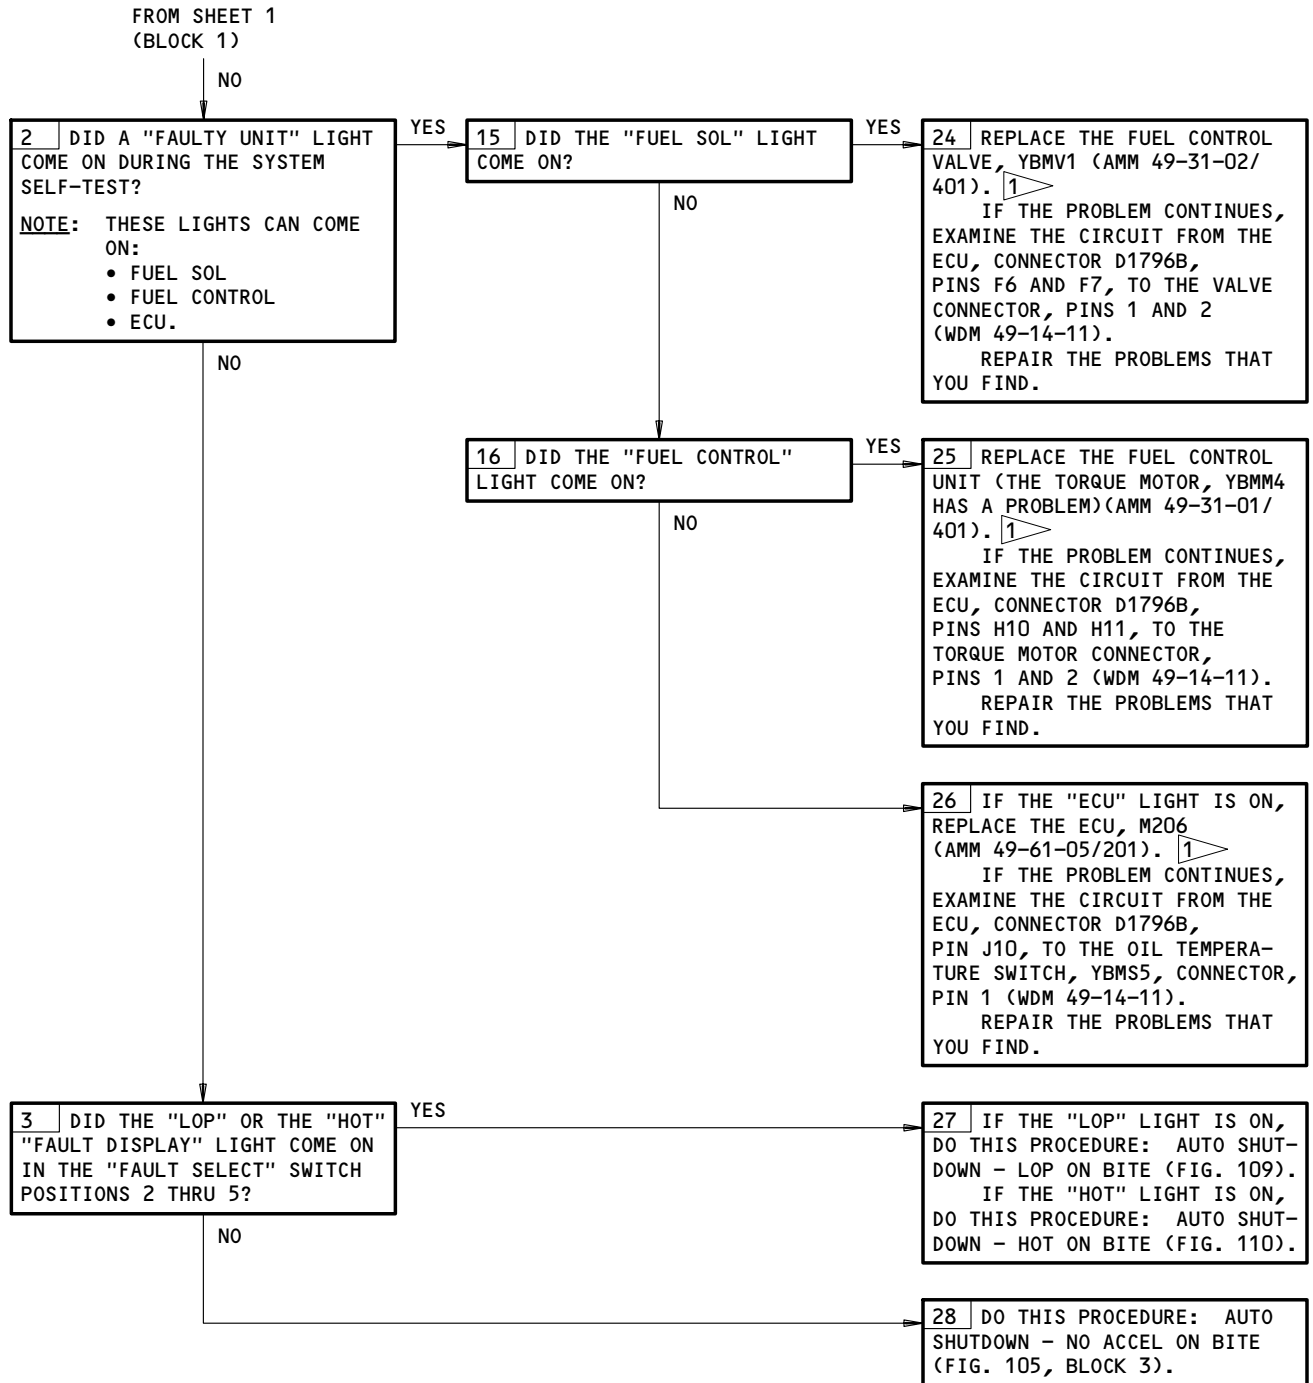 FROM SHEET 1
(BLOCK 1)
NO
2 DID A "FAULTY UNIT" LIGHT
COME ON DURING THE SYSTEM
SELF-TEST?
NOTE: THESE LIGHTS CAN COME
ON:
• FUEL SOL
• FUEL CONTROL
• ECU.
YES
NO
15 DID THE "FUEL SOL" LIGHT
COME ON?
YES
NO
24 REPLACE THE FUEL CONTROL
VALVE, YBMV1 (AMM 49-31-02/
401). 1
IF THE PROBLEM CONTINUES,
EXAMINE THE CIRCUIT FROM THE
ECU, CONNECTOR D1796B,
PINS F6 AND F7, TO THE VALVE
CONNECTOR, PINS 1 AND 2
(WDM 49-14-11).
REPAIR THE PROBLEMS THAT
YOU FIND.
16 DID THE "FUEL CONTROL"
LIGHT COME ON?
YES
NO
25 REPLACE THE FUEL CONTROL
UNIT (THE TORQUE MOTOR, YBMM4
HAS A PROBLEM)(AMM 49-31-01/
401). 1
IF THE PROBLEM CONTINUES,
EXAMINE THE CIRCUIT FROM THE
ECU, CONNECTOR D1796B,
PINS H10 AND H11, TO THE
TORQUE MOTOR CONNECTOR,
PINS 1 AND 2 (WDM 49-14-11).
REPAIR THE PROBLEMS THAT
YOU FIND.
26 IF THE "ECU" LIGHT IS ON,
REPLACE THE ECU, M206
(AMM 49-61-05/201). 1
IF THE PROBLEM CONTINUES,
EXAMINE THE CIRCUIT FROM THE
ECU, CONNECTOR D1796B,
PIN J10, TO THE OIL TEMPERA-
TURE SWITCH, YBMS5, CONNECTOR,
PIN 1 (WDM 49-14-11).
REPAIR THE PROBLEMS THAT
YOU FIND.
3 DID THE "LOP" OR THE "HOT"
"FAULT DISPLAY" LIGHT COME ON
IN THE "FAULT SELECT" SWITCH
POSITIONS 2 THRU 5?
YES
NO
27 IF THE "LOP" LIGHT IS ON,
DO THIS PROCEDURE: AUTO SHUT-
DOWN - LOP ON BITE (FIG. 109).
IF THE "HOT" LIGHT IS ON,
DO THIS PROCEDURE: AUTO SHUT-
DOWN - HOT ON BITE (FIG. 110).
28 DO THIS PROCEDURE: AUTO
SHUTDOWN - NO ACCEL ON BITE
(FIG. 105, BLOCK 3).